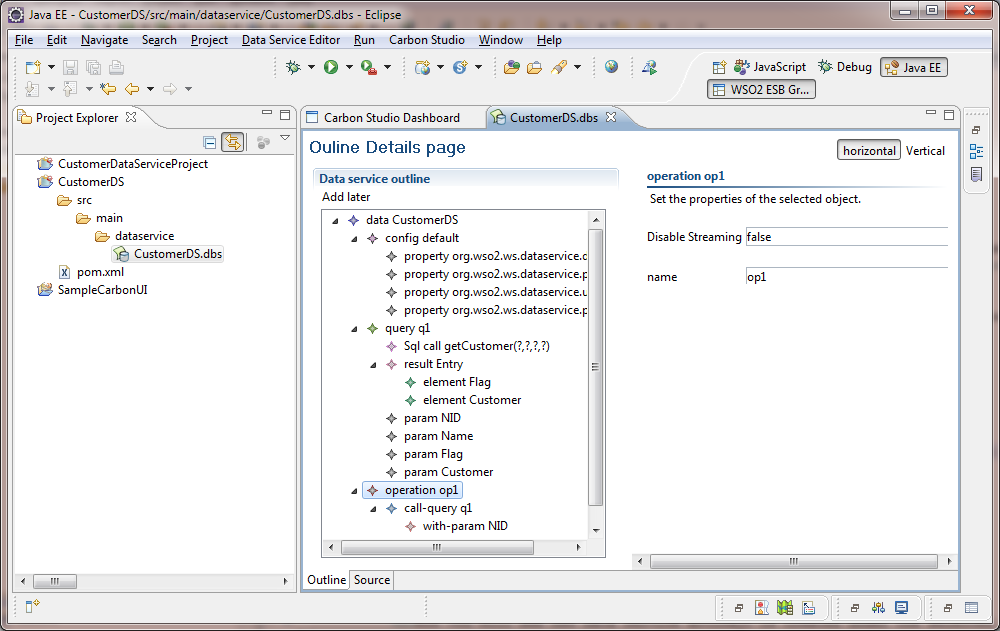 Java EE - CustomerDS/src/main/dataservice/CustomerDS.dbs - Eclipse
File Edit Navigate Search Project Data Service Editor Run Carbon Studio Window Help
JavaScript Debug Java EE
WSO2 ESB Gr...
Project Explorer
CustomerDataServiceProject
CustomerDS
src
main
dataservice
CustomerDS.dbs
pom.xml
SampleCarbonUI
Carbon Studio Dashboard CustomerDS.dbs
Ouline Details page
horizontal Vertical
Data service outline
Add later
data CustomerDS
config default
property org.wso2.ws.dataservice.d
property org.wso2.ws.dataservice.p
property org.wso2.ws.dataservice.u
property org.wso2.ws.dataservice.p
query q1
Sql call getCustomer(?,?,?,?)
result Entry
element Flag
element Customer
param NID
param Name
param Flag
param Customer
operation op1
call-query q1
with-param NID
operation op1
Set the properties of the selected object.
Disable Streaming false
name op1
Outline Source